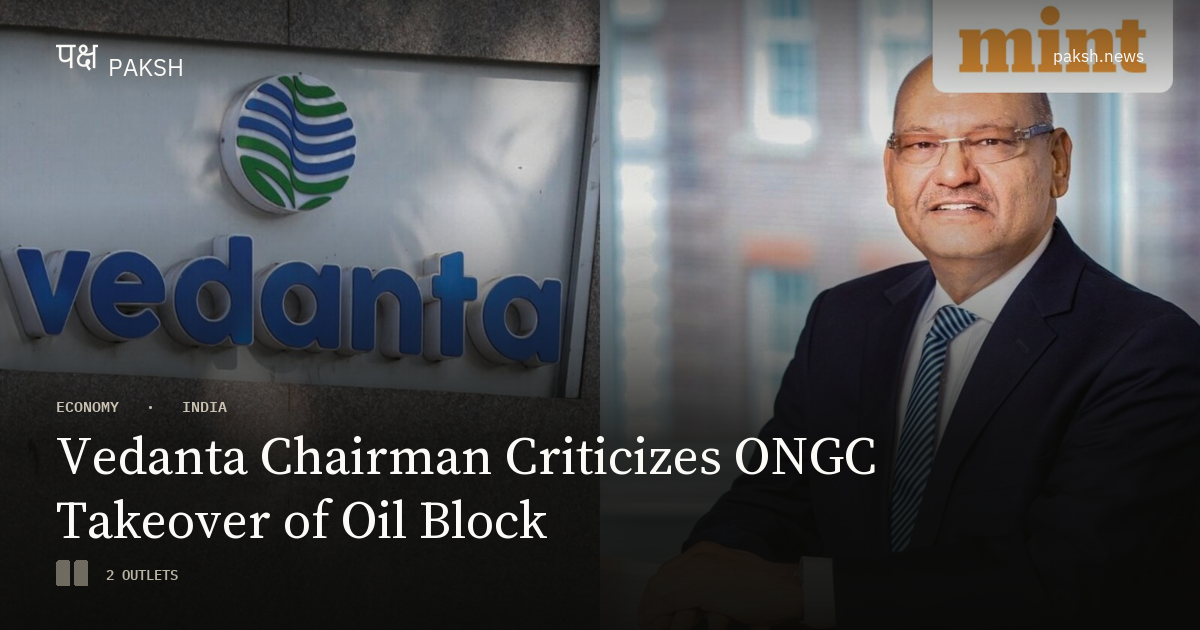 पक्ष PAKSH
mint
paksh.news
vedanta
ECONOMY · INDIA
Vedanta Chairman Criticizes ONGC
Takeover of Oil Block
2 OUTLETS